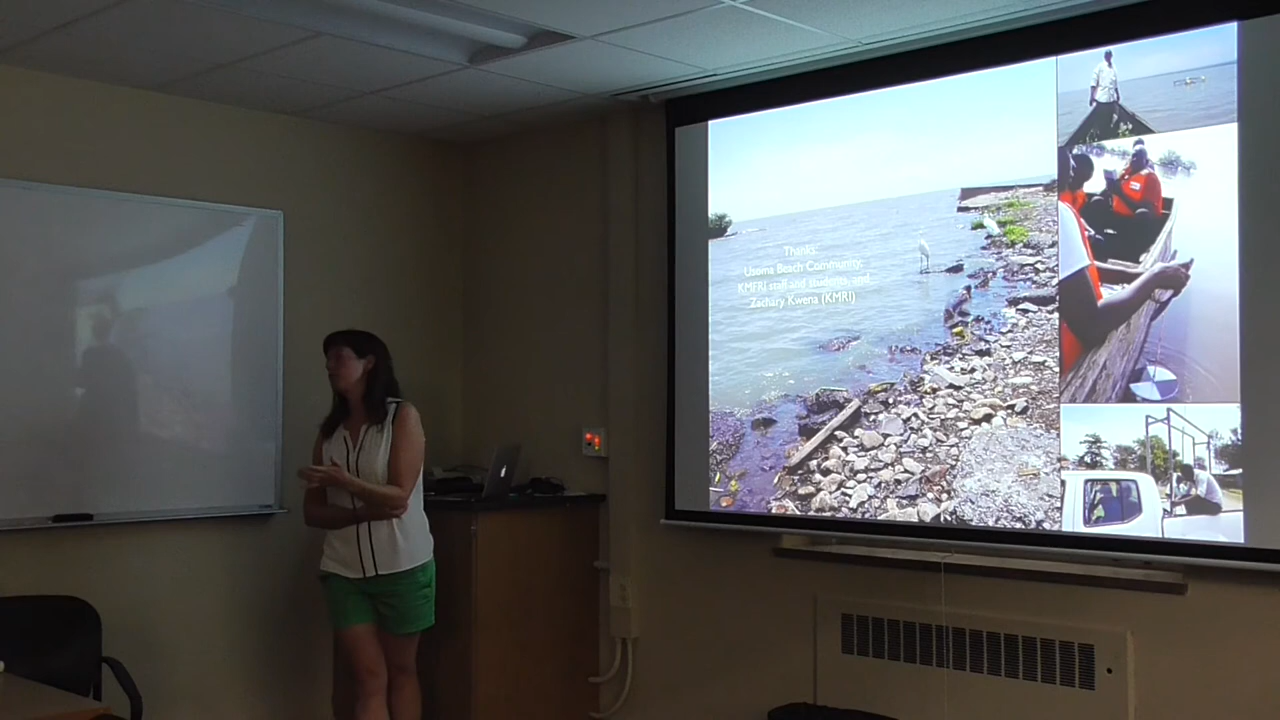 Thanks:
Usoma Beach Community,
KMFRI staff and students, and
Zachary Kwena (KMRI)